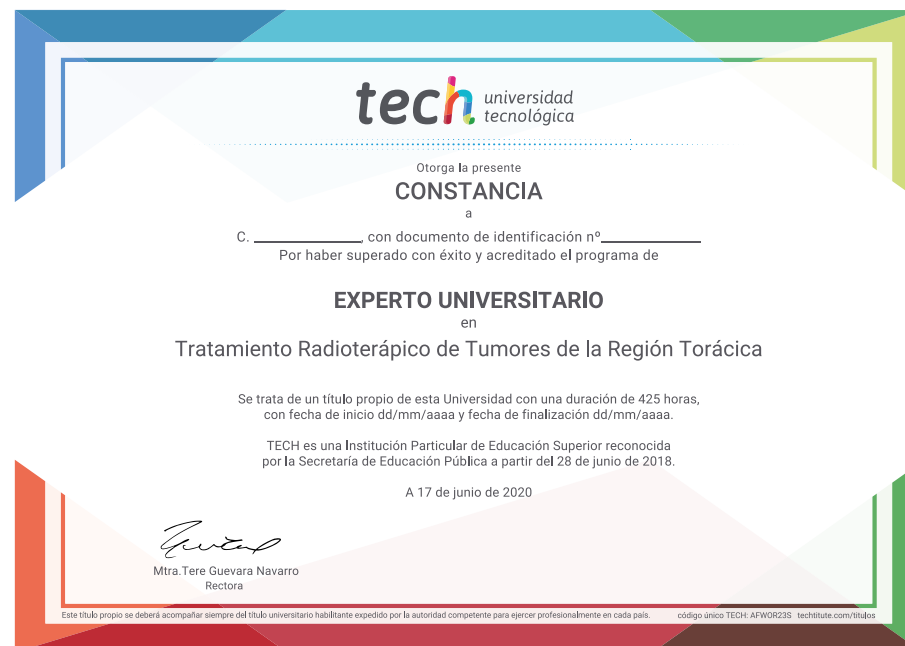 tech universidad
tecnológica
Otorga la presente
CONSTANCIA
a
C. ____________, con documento de identificación nº____________
Por haber superado con éxito y acreditado el programa de
EXPERTO UNIVERSITARIO
en
Tratamiento Radioterápico de Tumores de la Región Torácica
Se trata de un título propio de esta Universidad con una duración de 425 horas,
con fecha de inicio dd/mm/aaaa y fecha de finalización dd/mm/aaaa.
TECH es una Institución Particular de Educación Superior reconocida
por la Secretaría de Educación Pública a partir del 28 de junio de 2018.
A 17 de junio de 2020
Mtra.Tere Guevara Navarro
Rectora
Este título propio se deberá acompañar siempre del título universitario habilitante expedido por la autoridad competente para ejercer profesionalmente en cada país. código único TECH: AFWOR23S techtitute.com/titulos